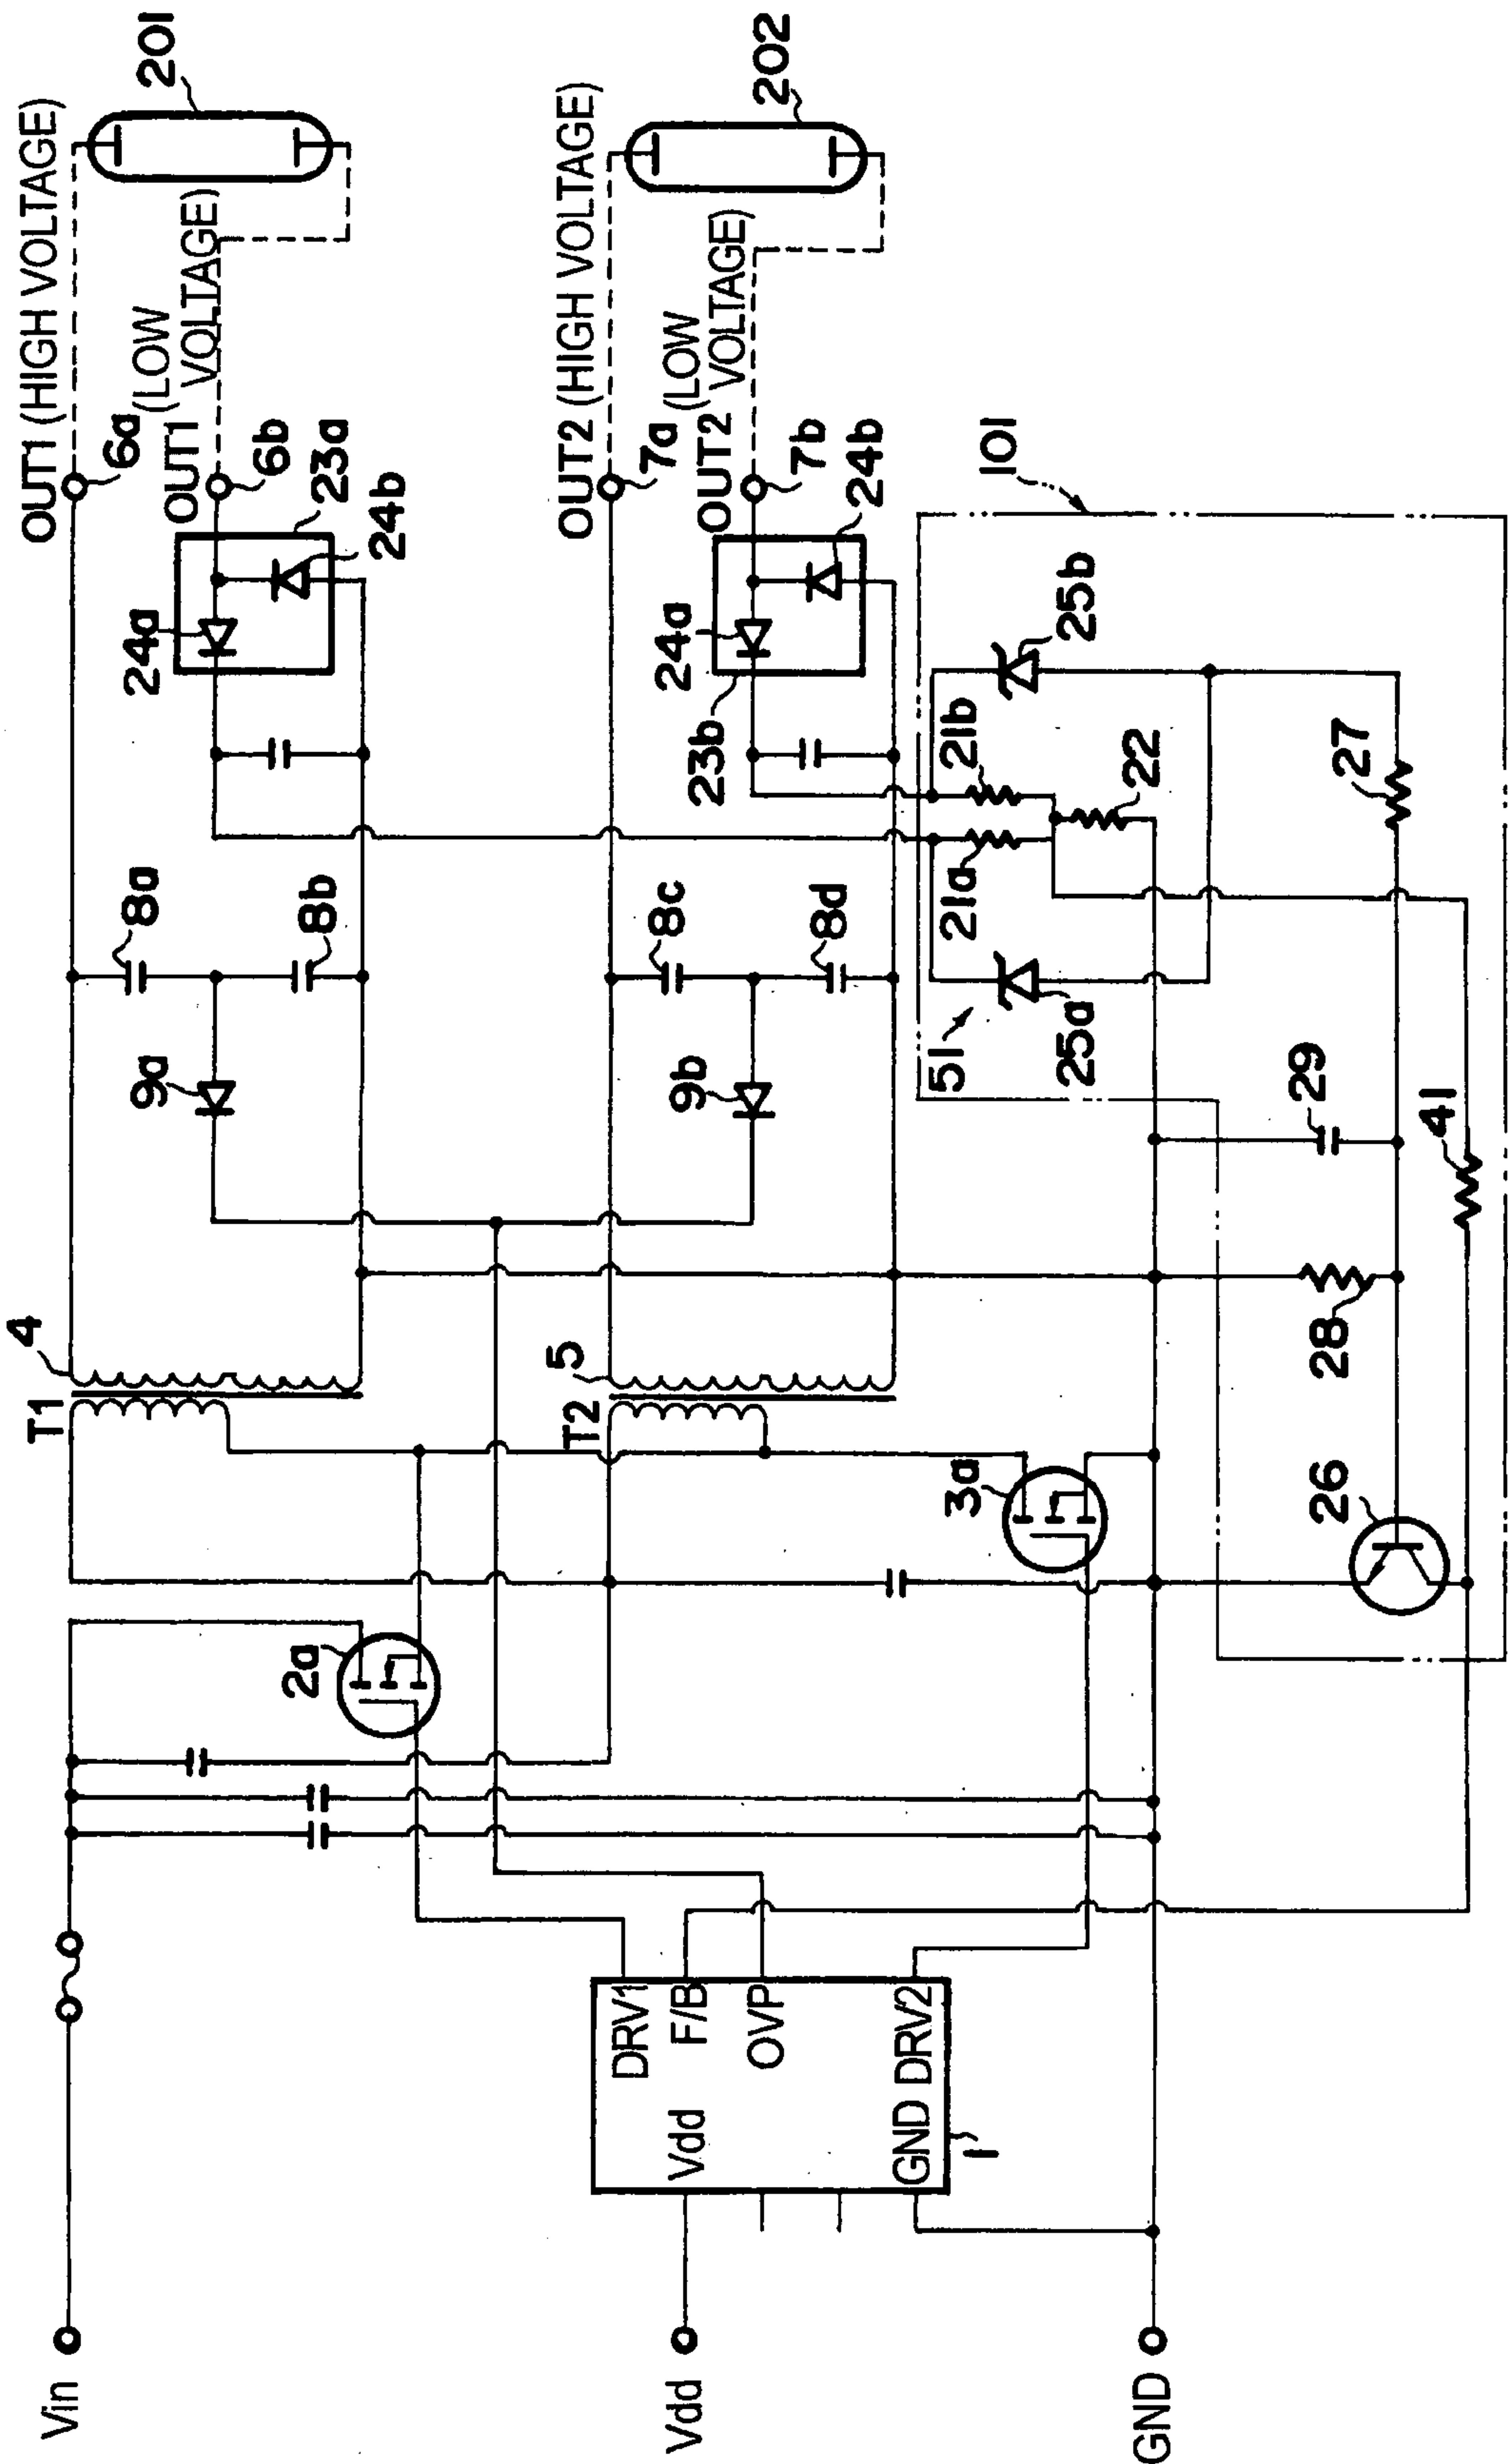 OUT1 (HIGH VOLTAGE)
201
T1
4
8a
24a
6a
(LOW
VOLTAGE)
OUT1
6b
23a
24b
9a
8b
Vin
2a
OUT2 (HIGH VOLTAGE)
202
T2
5
8c
24a
7a
(LOW
VOLTAGE)
OUT2
7b
24b
9b
23b
8d
Vdd
Vdd
DRV1
F/B
OVP
GND DRV2
1
3a
101
51
21a
21b
25a
25b
22
GND
26
28
29
27
41